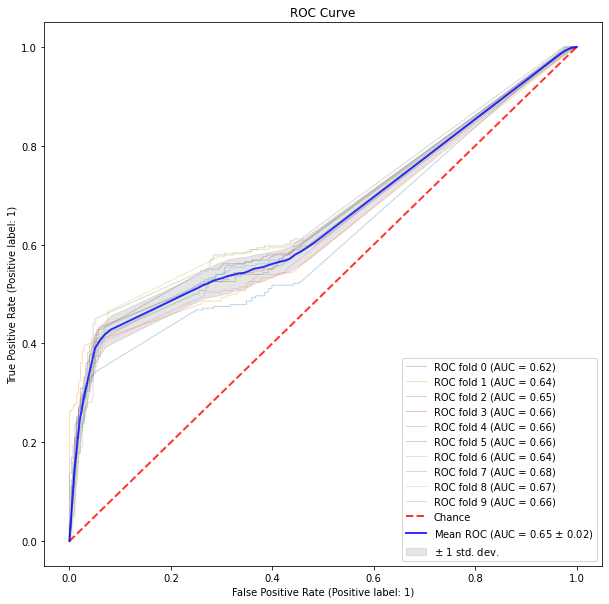 ROC Curve
True Positive Rate (Positive label: 1)
1.0
0.8
0.6
0.4
0.2
0.0
ROC fold 0 (AUC = 0.62)
ROC fold 1 (AUC = 0.64)
ROC fold 2 (AUC = 0.65)
ROC fold 3 (AUC = 0.66)
ROC fold 4 (AUC = 0.66)
ROC fold 5 (AUC = 0.66)
ROC fold 6 (AUC = 0.64)
ROC fold 7 (AUC = 0.68)
ROC fold 8 (AUC = 0.67)
ROC fold 9 (AUC = 0.66)
Chance
Mean ROC (AUC = 0.65 ± 0.02)
± 1 std. dev.
0.0 0.2 0.4 0.6 0.8 1.0
False Positive Rate (Positive label: 1)